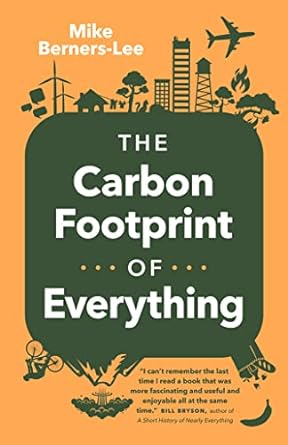 Mike
Berners-Lee
THE
Carbon
Footprint
··· OF ···
Everything
"I can't remember the last
time I read a book that was
more fascinating and useful and
enjoyable all at the same
time." BILL BRYSON, author of
A Short History of Nearly Everything